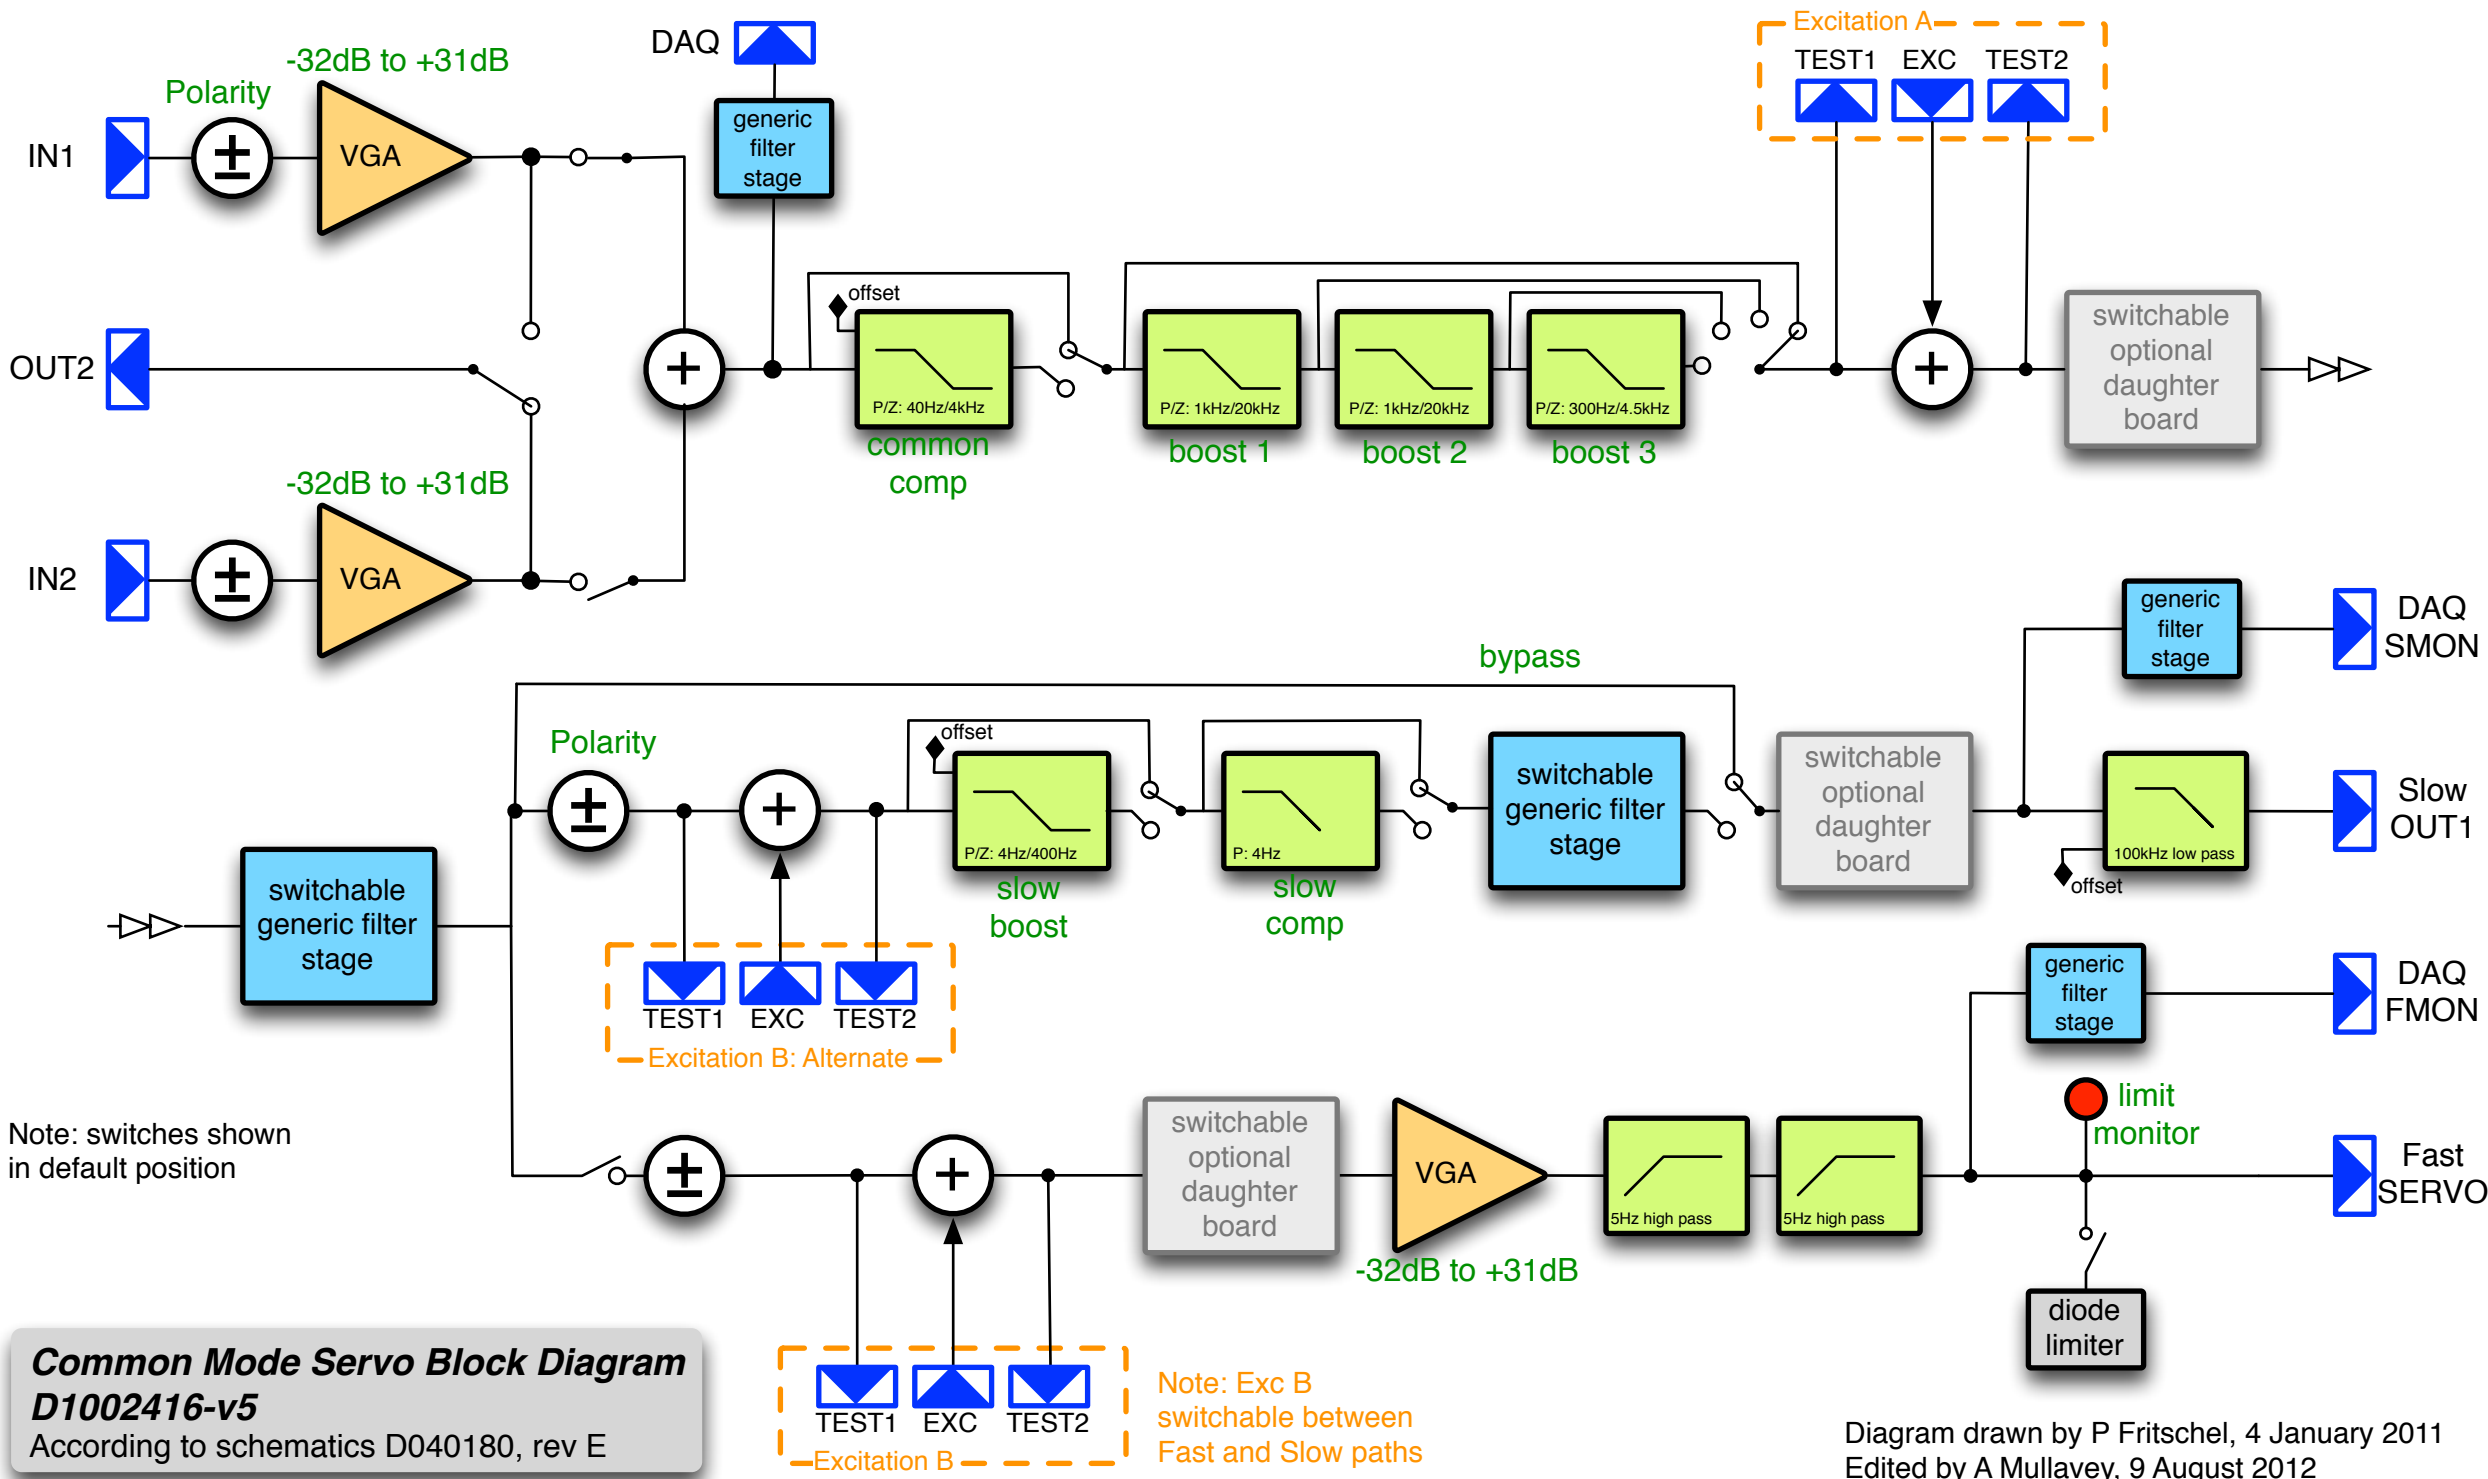 Excitation A
TEST1 EXC TEST2
DAQ
-32dB to +31dB
Polarity
IN1
±
VGA
generic
filter
stage
offset
OUT2
+
P/Z: 40Hz/4kHz
common
comp
P/Z: 1kHz/20kHz
boost 1
P/Z: 1kHz/20kHz
boost 2
P/Z: 300Hz/4.5kHz
boost 3
+
switchable
optional
daughter
board
-32dB to +31dB
IN2
±
VGA
generic
filter
stage
DAQ
SMON
bypass
Polarity
±
+
offset
P/Z: 4Hz/400Hz
slow
boost
P: 4Hz
slow
comp
switchable
generic filter
stage
switchable
optional
daughter
board
100kHz low pass
offset
Slow
OUT1
switchable
generic filter
stage
TEST1 EXC TEST2
Excitation B: Alternate
generic
filter
stage
DAQ
FMON
limit
monitor
Note: switches shown
in default position
±
+
switchable
optional
daughter
board
VGA
-32dB to +31dB
5Hz high pass
5Hz high pass
Fast
SERVO
diode
limiter
TEST1 EXC TEST2
Excitation B
Note: Exc B
switchable between
Fast and Slow paths
Common Mode Servo Block Diagram
D1002416-v5
According to schematics D040180, rev E
Diagram drawn by P Fritschel, 4 January 2011
Edited by A Mullavey, 9 August 2012